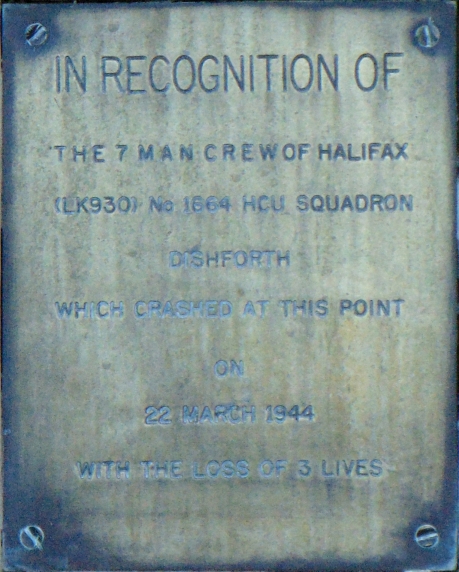 IN RECOGNITION OF
THE 7 MAN CREW OF HALIFAX
(LK930) No 1664 HCU SQUADRON
DISHFORTH
WHICH CRASHED AT THIS POINT
ON
22 MARCH 1944
WITH THE LOSS OF 3 LIVES